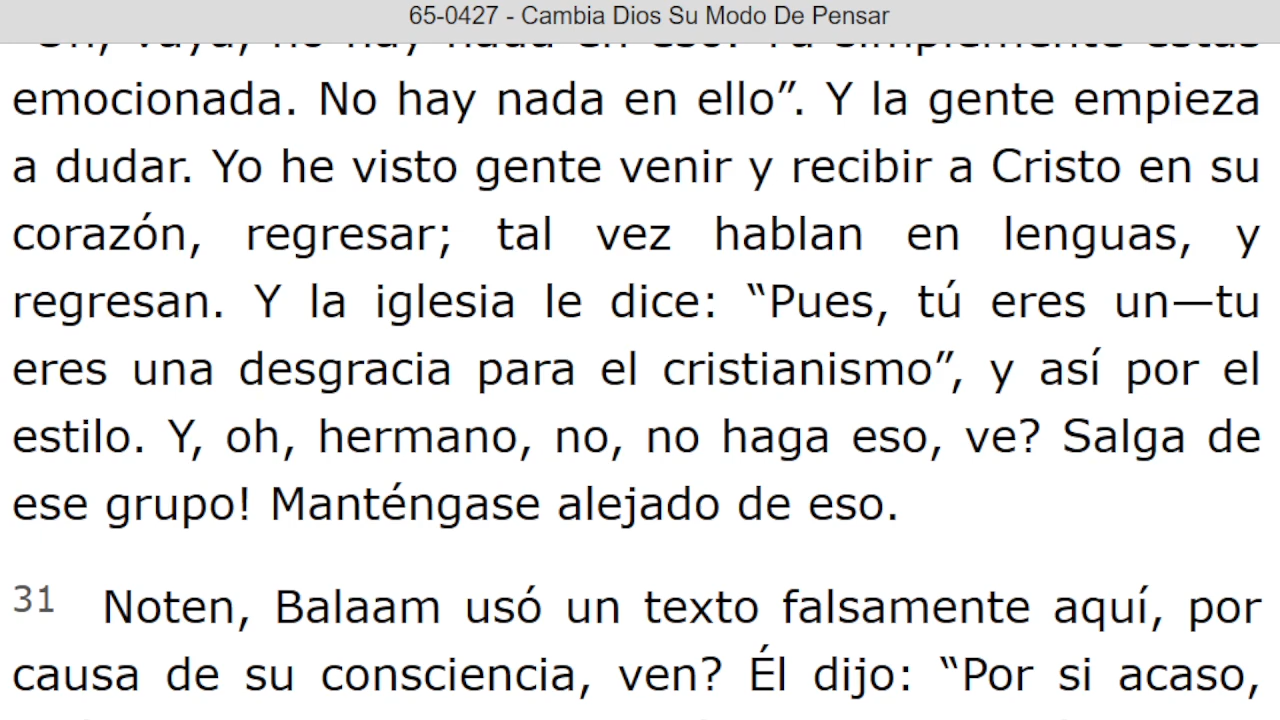 65-0427 - Cambia Dios Su Modo De Pensar
emocionada. No hay nada en ello”. Y la gente empieza
a dudar. Yo he visto gente venir y recibir a Cristo en su
corazón, regresar; tal vez hablan en lenguas, y
regresan. Y la iglesia le dice: “Pues, tú eres un—tu
eres una desgracia para el cristianismo”, y así por el
estilo. Y, oh, hermano, no, no haga eso, ve? Salga de
ese grupo! Manténgase alejado de eso.
31 Noten, Balaam usó un texto falsamente aquí, por
causa de su consciencia, ven? Él dijo: “Por si acaso,